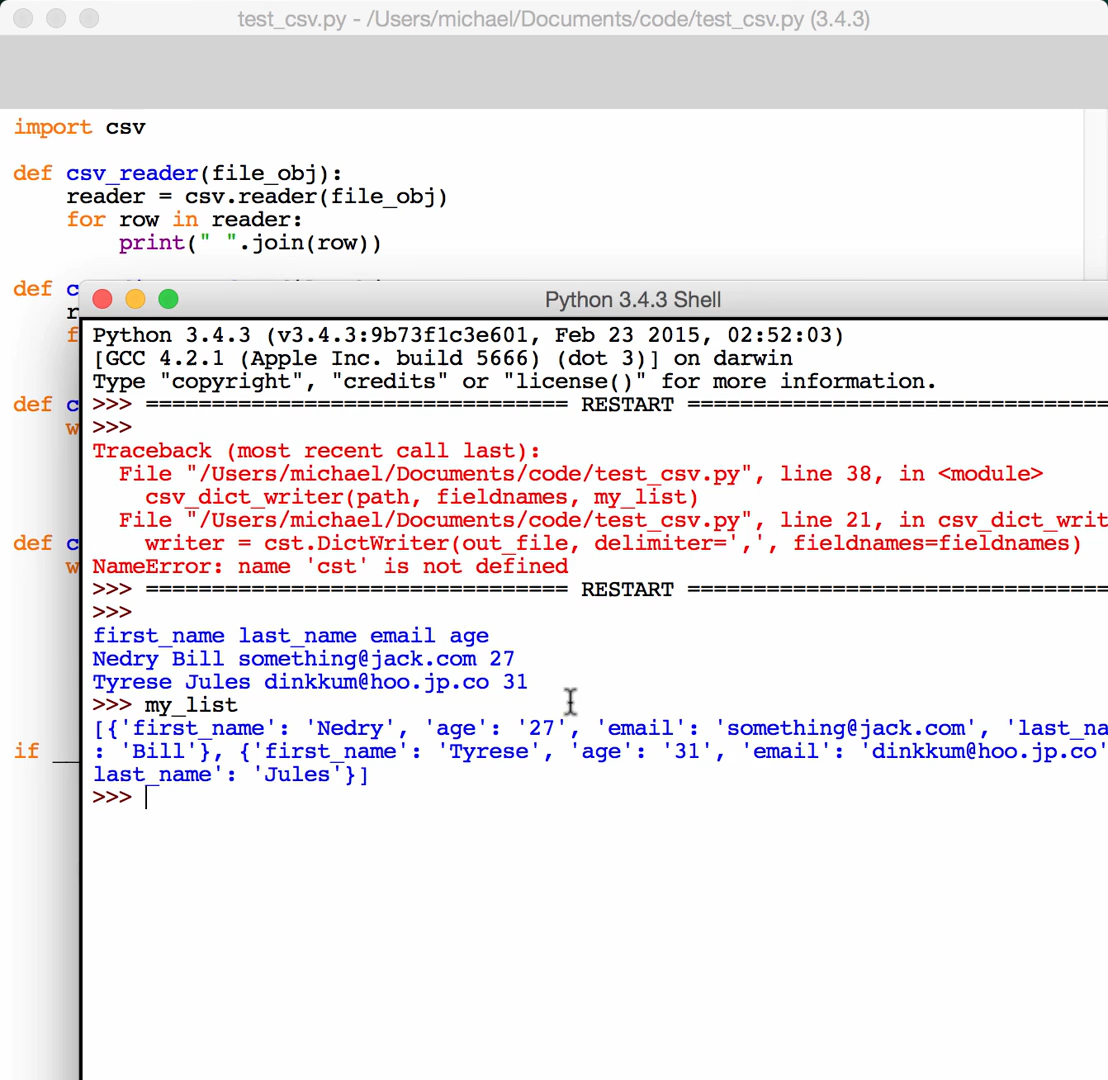 test_csv.py - /Users/michael/Documents/code/test_csv.py (3.4.3)
import csv
def csv_reader(file_obj):
reader = csv.reader(file_obj)
for row in reader:
print(" ".join(row))
def c
r
f
def c
w
def c
w
if __
Python 3.4.3 Shell
Python 3.4.3 (v3.4.3:9b73f1c3e601, Feb 23 2015, 02:52:03)
[GCC 4.2.1 (Apple Inc. build 5666) (dot 3)] on darwin
Type "copyright", "credits" or "license()" for more information.
>>> ================================ RESTART ================================
>>>
Traceback (most recent call last):
File "/Users/michael/Documents/code/test_csv.py", line 38, in <module>
csv_dict_writer(path, fieldnames, my_list)
File "/Users/michael/Documents/code/test_csv.py", line 21, in csv_dict_writ
writer = cst.DictWriter(out_file, delimiter=',', fieldnames=fieldnames)
NameError: name 'cst' is not defined
>>> ================================ RESTART ================================
>>>
first_name last_name email age
Nedry Bill something@jack.com 27
Tyrese Jules dinkkum@hoo.jp.co 31
>>> my_list
[{'first_name': 'Nedry', 'age': '27', 'email': 'something@jack.com', 'last_na
: 'Bill'}, {'first_name': 'Tyrese', 'age': '31', 'email': 'dinkkum@hoo.jp.co'
last_name': 'Jules'}]
>>>